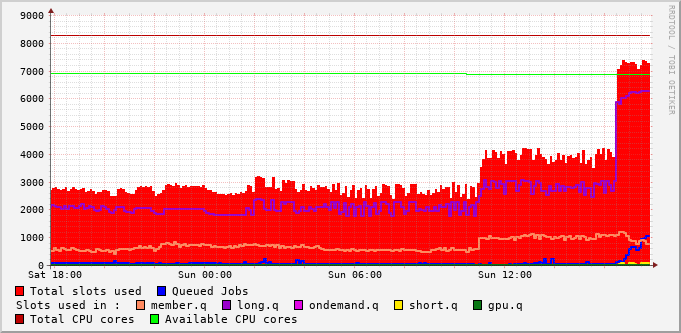 9000
8000
7000
6000
5000
4000
3000
2000
1000
0
Sat 18:00 Sun 00:00 Sun 06:00 Sun 12:00
RRDTOOL / TOBI OETIKER
Total slots used Queued Jobs
Slots used in : member.q long.q ondemand.q short.q gpu.q
Total CPU cores Available CPU cores